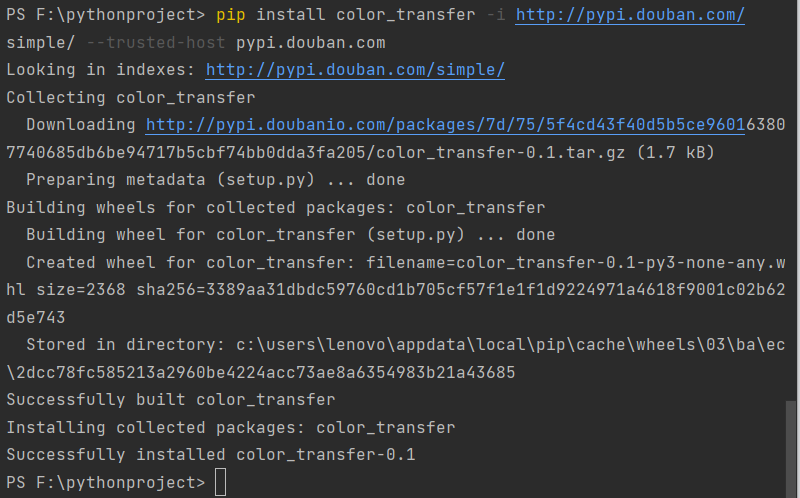 PS F:\pythonproject> pip install color_transfer -i http://pypi.douban.com/
simple/ --trusted-host pypi.douban.com
Looking in indexes: http://pypi.douban.com/simple/
Collecting color_transfer
  Downloading http://pypi.doubanio.com/packages/7d/75/5f4cd43f40d5b5ce96016380
7740685db6be94717b5cbf74bb0dda3fa205/color_transfer-0.1.tar.gz (1.7 kB)
  Preparing metadata (setup.py) ... done
Building wheels for collected packages: color_transfer
  Building wheel for color_transfer (setup.py) ... done
  Created wheel for color_transfer: filename=color_transfer-0.1-py3-none-any.w
hl size=2368 sha256=3389aa31dbdc59760cd1b705cf57f1e1f1d9224971a4618f9001c02b62
d5e743
  Stored in directory: c:\users\lenovo\appdata\local\pip\cache\wheels\03\ba\ec
\2dcc78fc585213a2960be4224acc73ae8a6354983b21a43685
Successfully built color_transfer
Installing collected packages: color_transfer
Successfully installed color_transfer-0.1
PS F:\pythonproject>